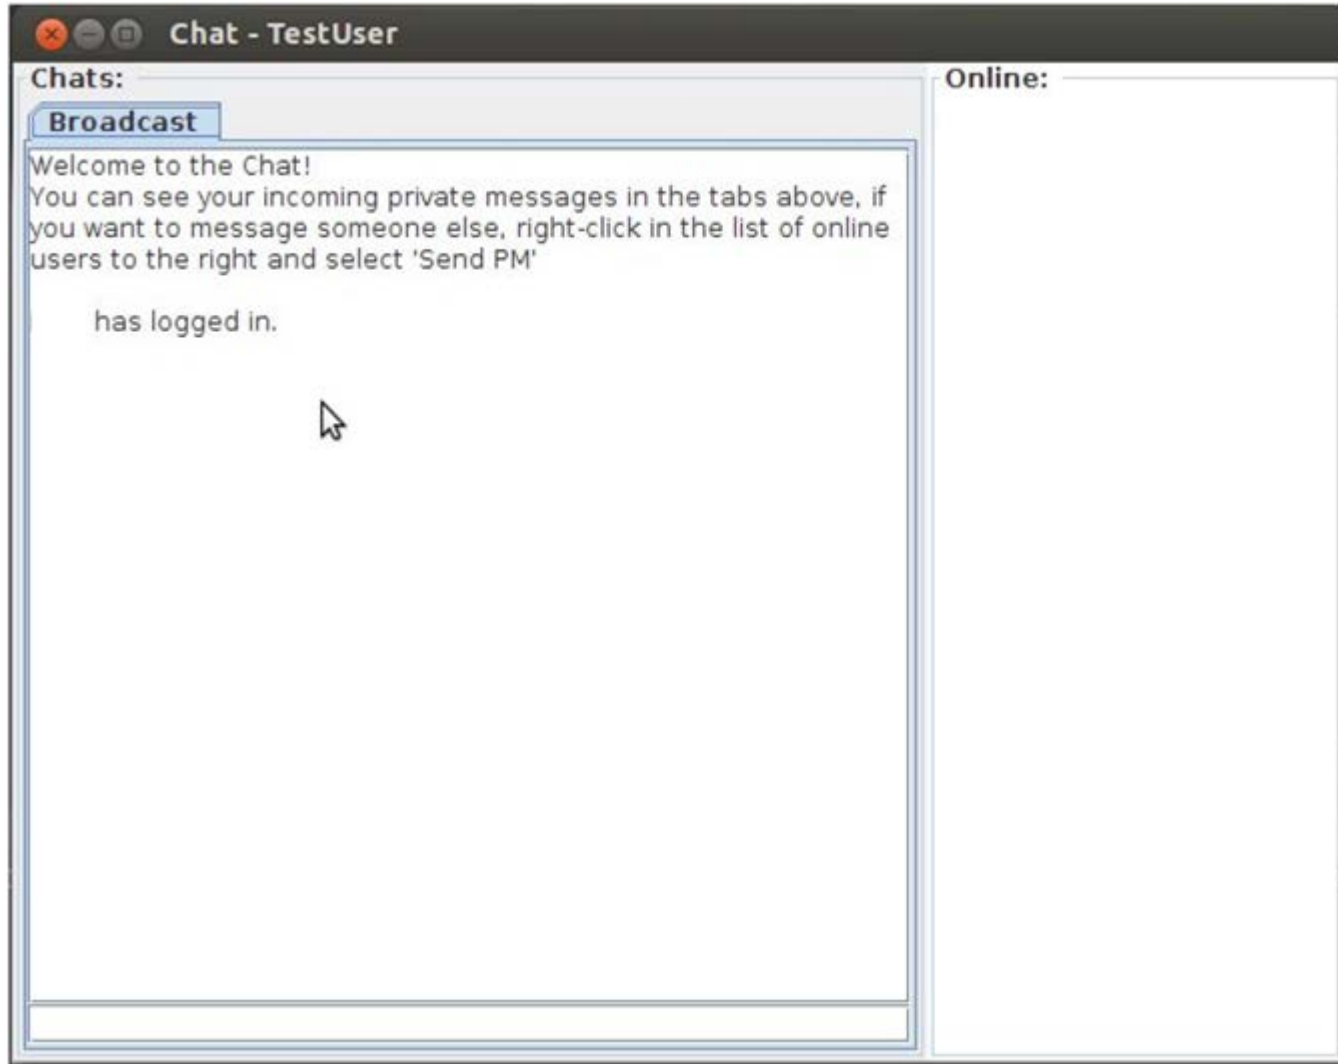 Chat - TestUser
Chats:
Online:
Broadcast
Welcome to the Chat!
You can see your incoming private messages in the tabs above, if
you want to message someone else, right-click in the list of online
users to the right and select 'Send PM'
has logged in.